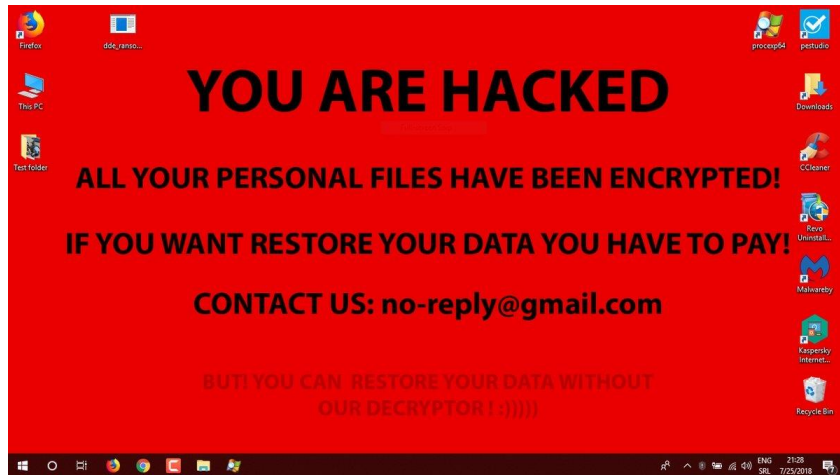 Firefox
dde_ranso...
procexp64
pestudio
YOU ARE HACKED
This PC
Downloads
Test folder
CCleaner
ALL YOUR PERSONAL FILES HAVE BEEN ENCRYPTED!
Revo
Uninstall...
IF YOU WANT RESTORE YOUR DATA YOU HAVE TO PAY!
Malwareby
CONTACT US: no-reply@gmail.com
Kaspersky
Internet...
BUT! YOU CAN RESTORE YOUR DATA WITHOUT
OUR DECRYPTOR ! :)))))
Recycle Bin
ENG
21:28
SRL
7/25/2018